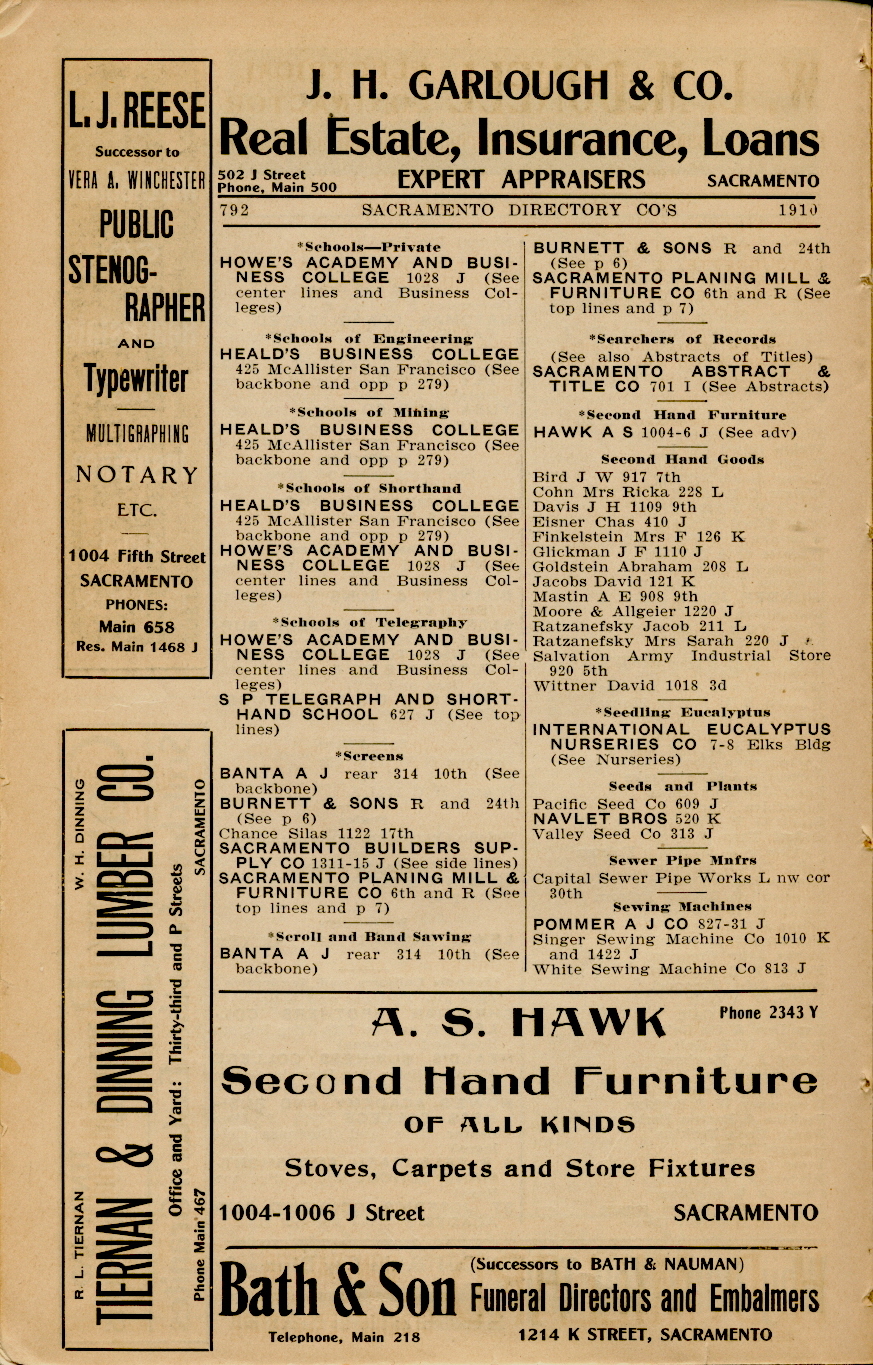 J. H. GARLOUGH & CO.
Real Estate, Insurance, Loans
502 J Street
Phone, Main 500
EXPERT APPRAISERS
SACRAMENTO
792 SACRAMENTO DIRECTORY CO'S 1910
L. J. REESE
Successor to
VERA A. WINCHESTER
PUBLIC
STENOG-
RAPHER
AND
Typewriter
MULTIGRAPHING
NOTARY
ETC.
1004 Fifth Street
SACRAMENTO
PHONES:
Main 658
Res. Main 1468 J
R. L. TIERNAN W. H. DINNING
TIERNAN & DINNING LUMBER CO.
Office and Yard: Thirty-third and P Streets
Phone Main 467 SACRAMENTO
*Schools—Private
HOWE'S ACADEMY AND BUSI-
NESS COLLEGE 1028 J (See
center lines and Business Col-
leges)
*Schools of Engineering
HEALD'S BUSINESS COLLEGE
425 McAllister San Francisco (See
backbone and opp p 279)
*Schools of Mining
HEALD'S BUSINESS COLLEGE
425 McAllister San Francisco (See
backbone and opp p 279)
*Schools of Shorthand
HEALD'S BUSINESS COLLEGE
425 McAllister San Francisco (See
backbone and opp p 279)
HOWE'S ACADEMY AND BUSI-
NESS COLLEGE 1028 J (See
center lines and Business Col-
leges)
*Schools of Telegraphy
HOWE'S ACADEMY AND BUSI-
NESS COLLEGE 1028 J (See
center lines and Business Col-
leges)
S P TELEGRAPH AND SHORT-
HAND SCHOOL 627 J (See top
lines)
*Screens
BANTA A J rear 314 10th (See
backbone)
BURNETT & SONS R and 24th
(See p 6)
Chance Silas 1122 17th
SACRAMENTO BUILDERS SUP-
PLY CO 1311-15 J (See side lines)
SACRAMENTO PLANING MILL &
FURNITURE CO 6th and R (See
top lines and p 7)
*Scroll and Band Sawing
BANTA A J rear 314 10th (See
backbone)
BURNETT & SONS R and 24th
(See p 6)
SACRAMENTO PLANING MILL &
FURNITURE CO 6th and R (See
top lines and p 7)
*Searchers of Records
(See also Abstracts of Titles)
SACRAMENTO ABSTRACT &
TITLE CO 701 I (See Abstracts)
*Second Hand Furniture
HAWK A S 1004-6 J (See adv)
Second Hand Goods
Bird J W 917 7th
Cohn Mrs Ricka 228 L
Davis J H 1109 9th
Eisner Chas 410 J
Finkelstein Mrs F 126 K
Glickman J F 1110 J
Goldstein Abraham 208 L
Jacobs David 121 K
Mastin A E 908 9th
Moore & Allgeier 1220 J
Ratzanefsky Jacob 211 L
Ratzanefsky Mrs Sarah 220 J
Salvation Army Industrial Store
920 5th
Wittner David 1018 3d
*Seedling Eucalyptus
INTERNATIONAL EUCALYPTUS
NURSERIES CO 7-8 Elks Bldg
(See Nurseries)
Seeds and Plants
Pacific Seed Co 609 J
NAVLET BROS 520 K
Valley Seed Co 313 J
Sewer Pipe Mnfrs
Capital Sewer Pipe Works L nw cor
30th
Sewing Machines
POMMER A J CO 827-31 J
Singer Sewing Machine Co 1010 K
and 1422 J
White Sewing Machine Co 813 J
A. S. HAWK
Phone 2343 Y
Second Hand Furniture
OF ALL KINDS
Stoves, Carpets and Store Fixtures
1004-1006 J Street SACRAMENTO
Bath & Son
(Successors to BATH & NAUMAN)
Funeral Directors and Embalmers
Telephone, Main 218
1214 K STREET, SACRAMENTO